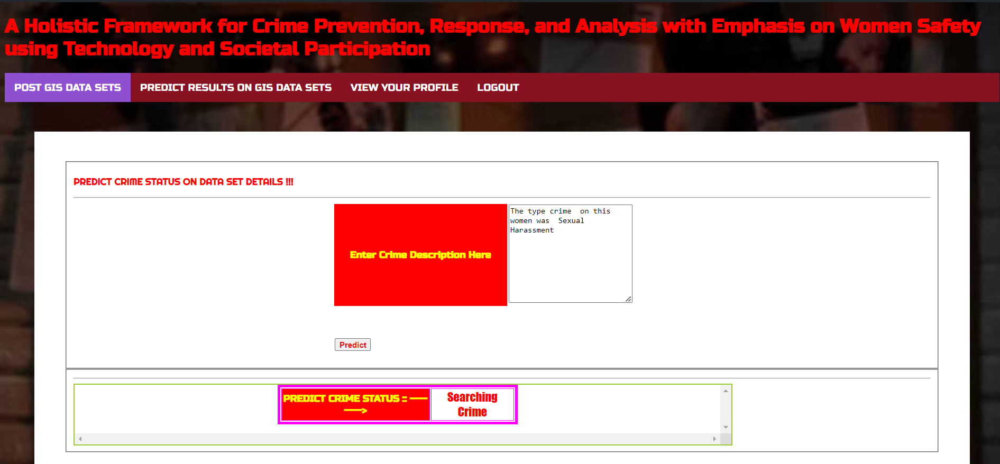 A Holistic Framework for Crime Prevention, Response, and Analysis with Emphasis on Women Safety
using Technology and Societal Participation
POST GIS DATA SETS PREDICT RESULTS ON GIS DATA SETS VIEW YOUR PROFILE LOGOUT
PREDICT CRIME STATUS ON DATA SET DETAILS !!!
Enter Crime Description Here
The type crime  on this
women was  Sexual
Harassment
Predict
PREDICT CRIME STATUS :: -----
----->
Searching
Crime